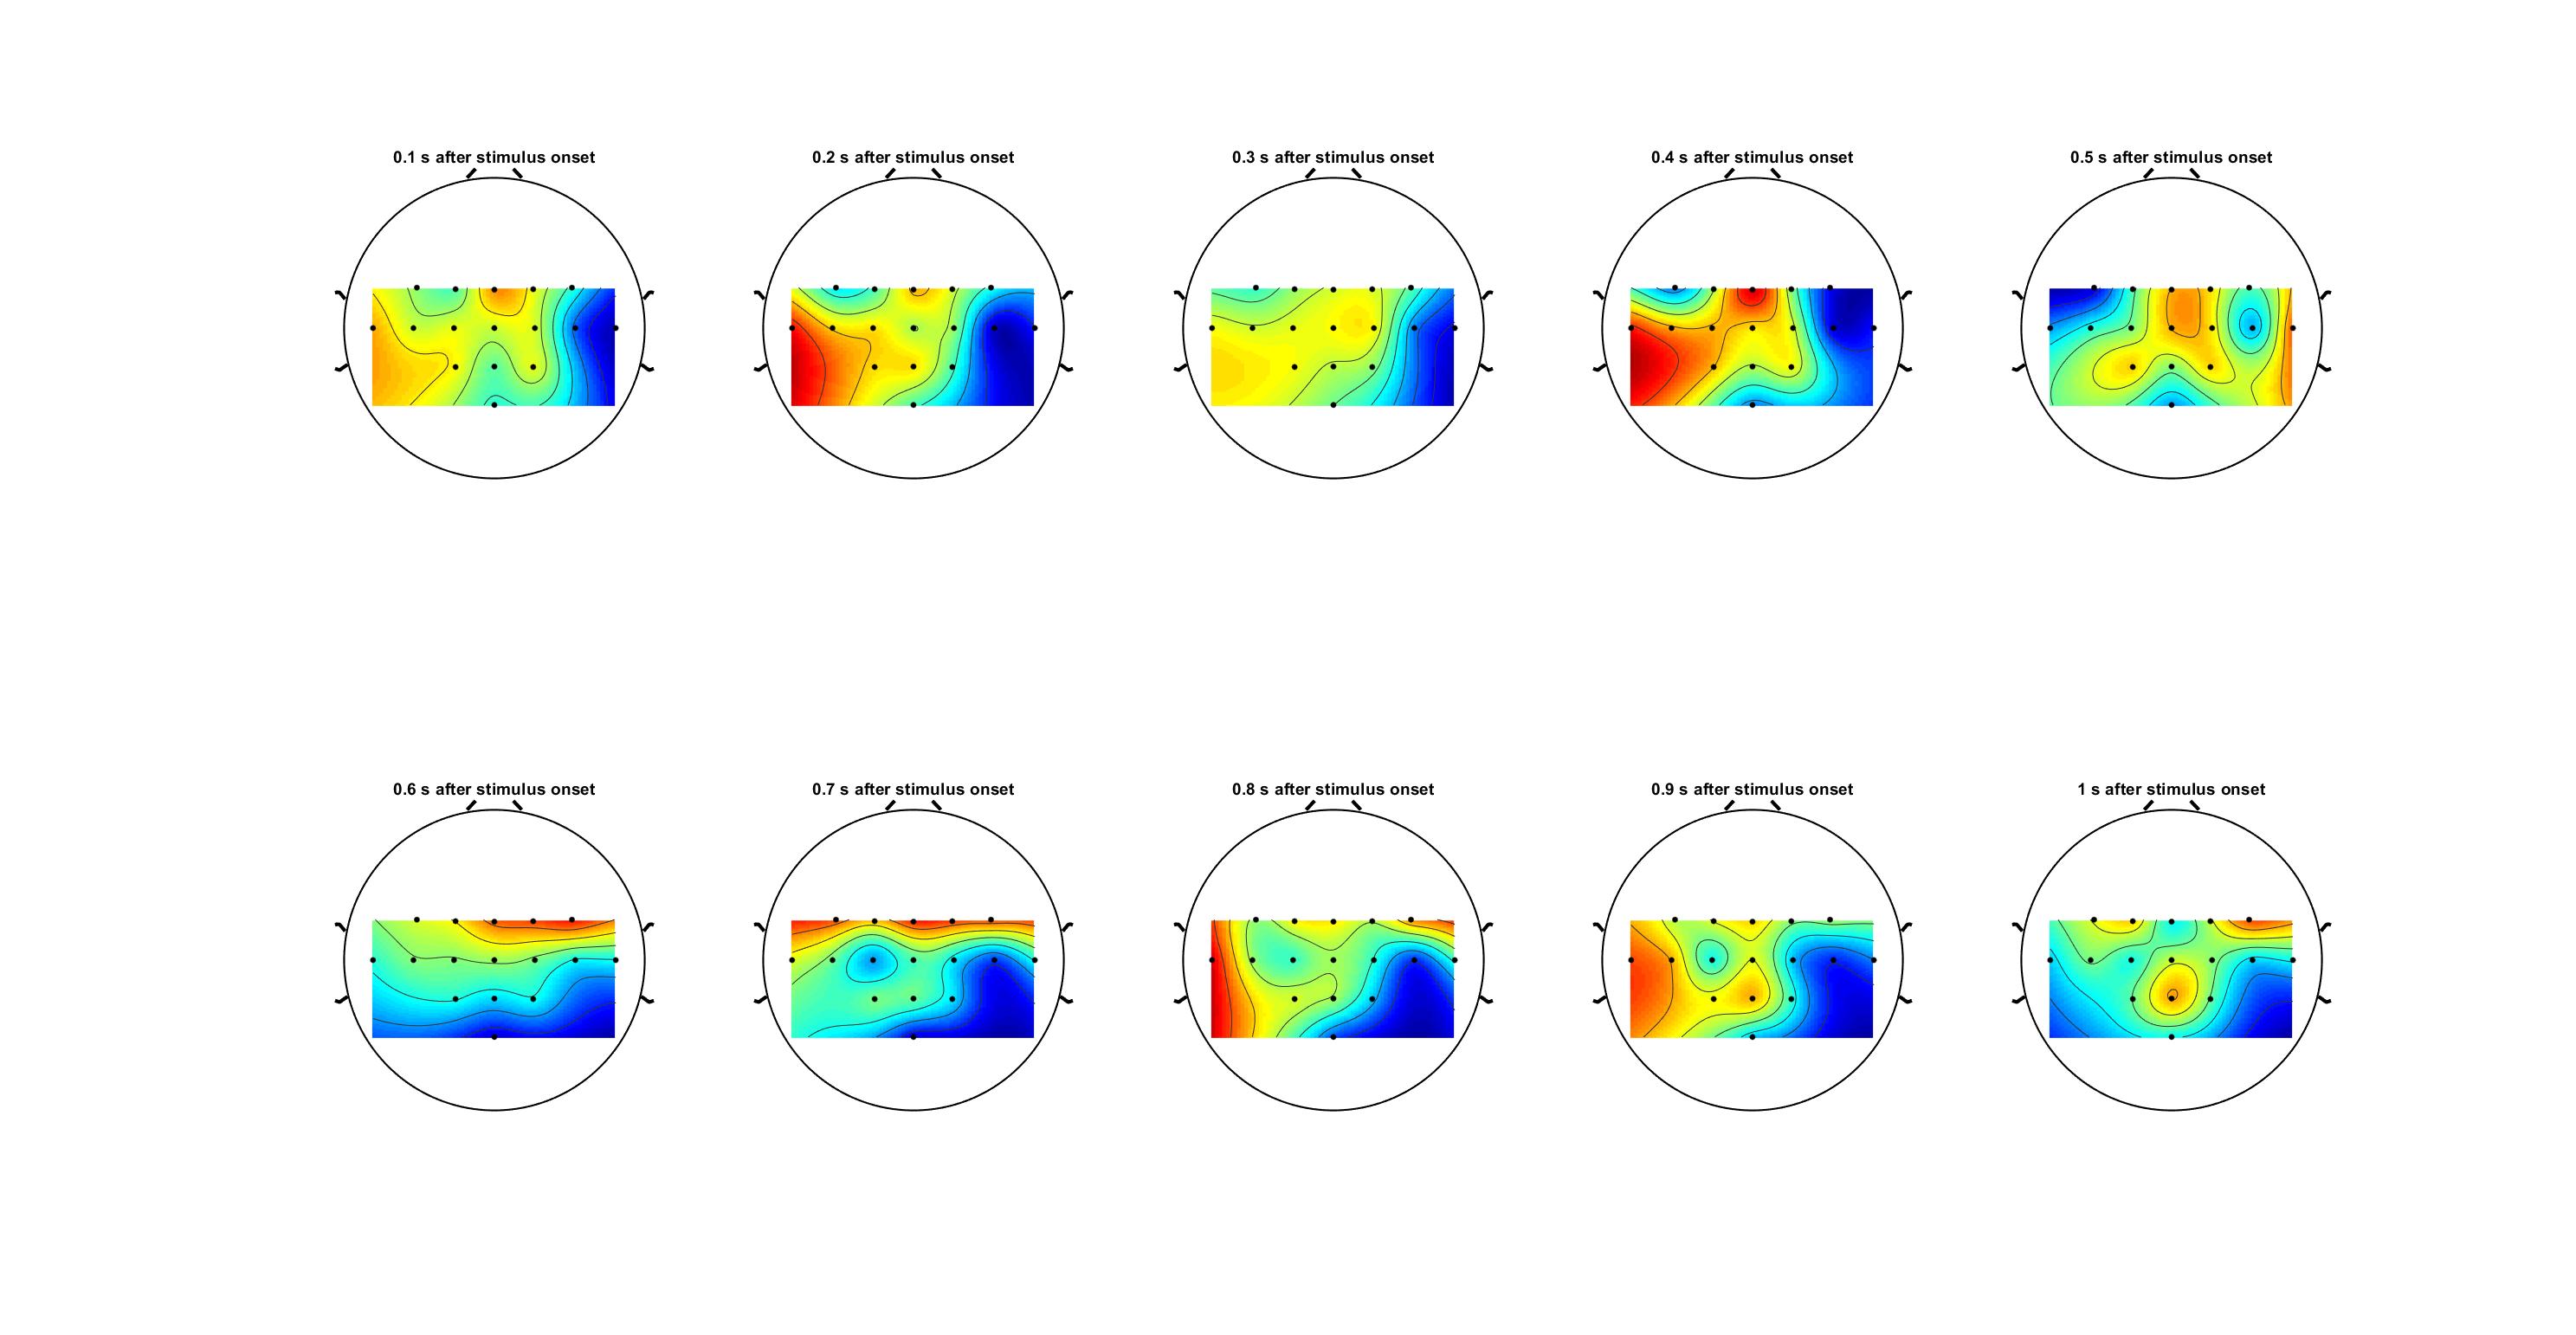 0.1 s after stimulus onset
0.2 s after stimulus onset
0.3 s after stimulus onset
0.4 s after stimulus onset
0.5 s after stimulus onset
0.6 s after stimulus onset
0.7 s after stimulus onset
0.8 s after stimulus onset
0.9 s after stimulus onset
1 s after stimulus onset